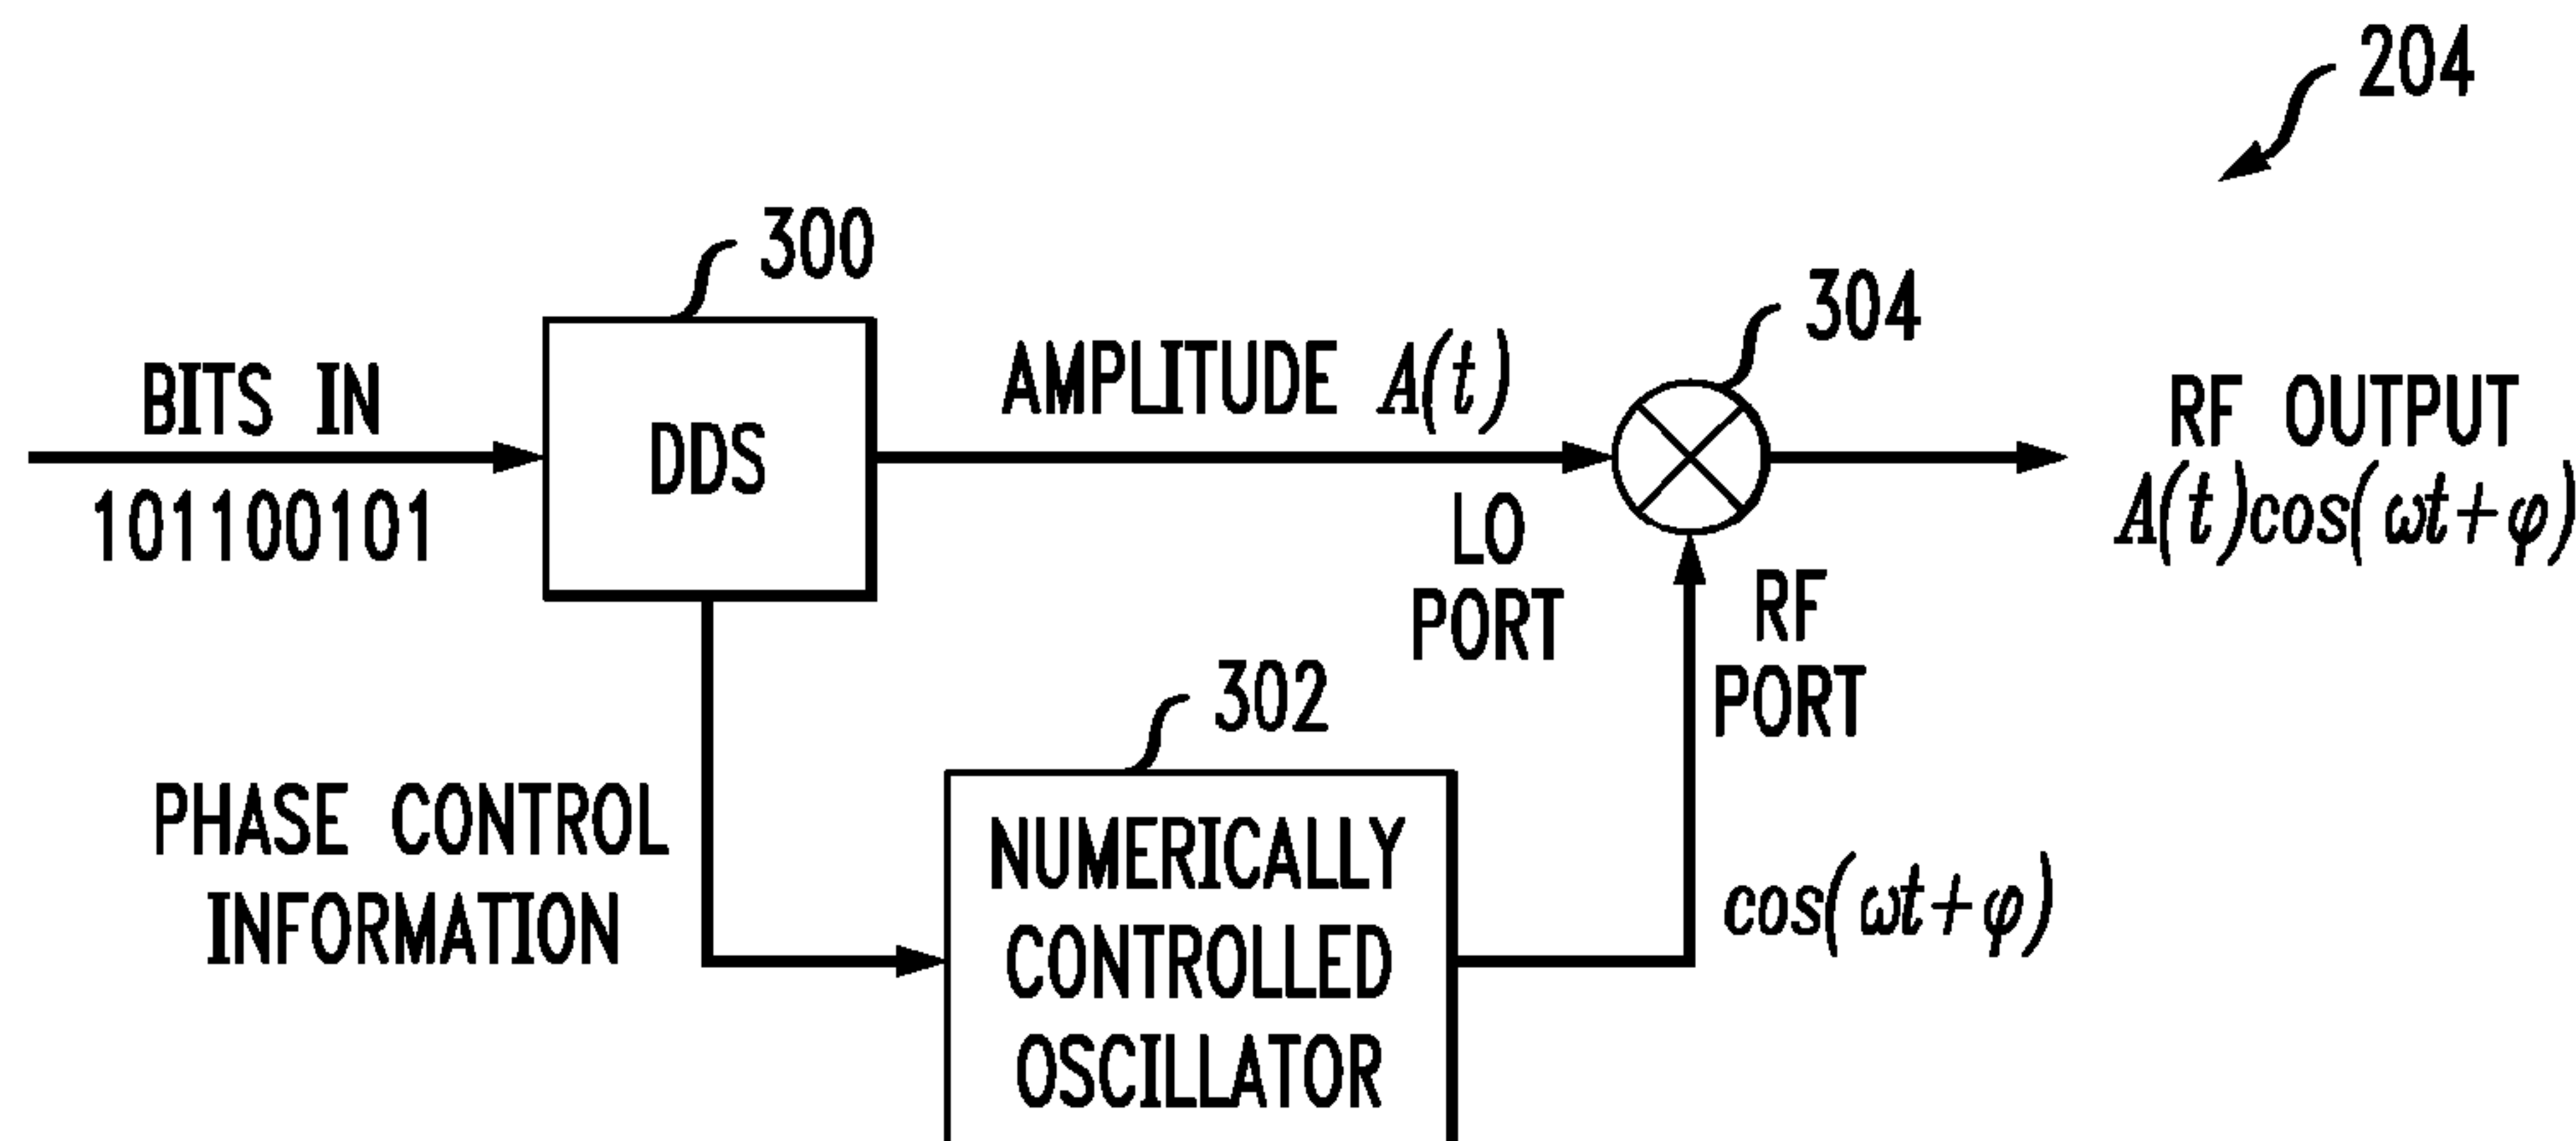 204
300
304
BITS IN
101100101
DDS
AMPLITUDE A(t)
LO
PORT
RF
PORT
RF OUTPUT
A(t)cos(ωt+φ)
302
PHASE CONTROL
INFORMATION
NUMERICALLY
CONTROLLED
OSCILLATOR
cos(ωt+φ)